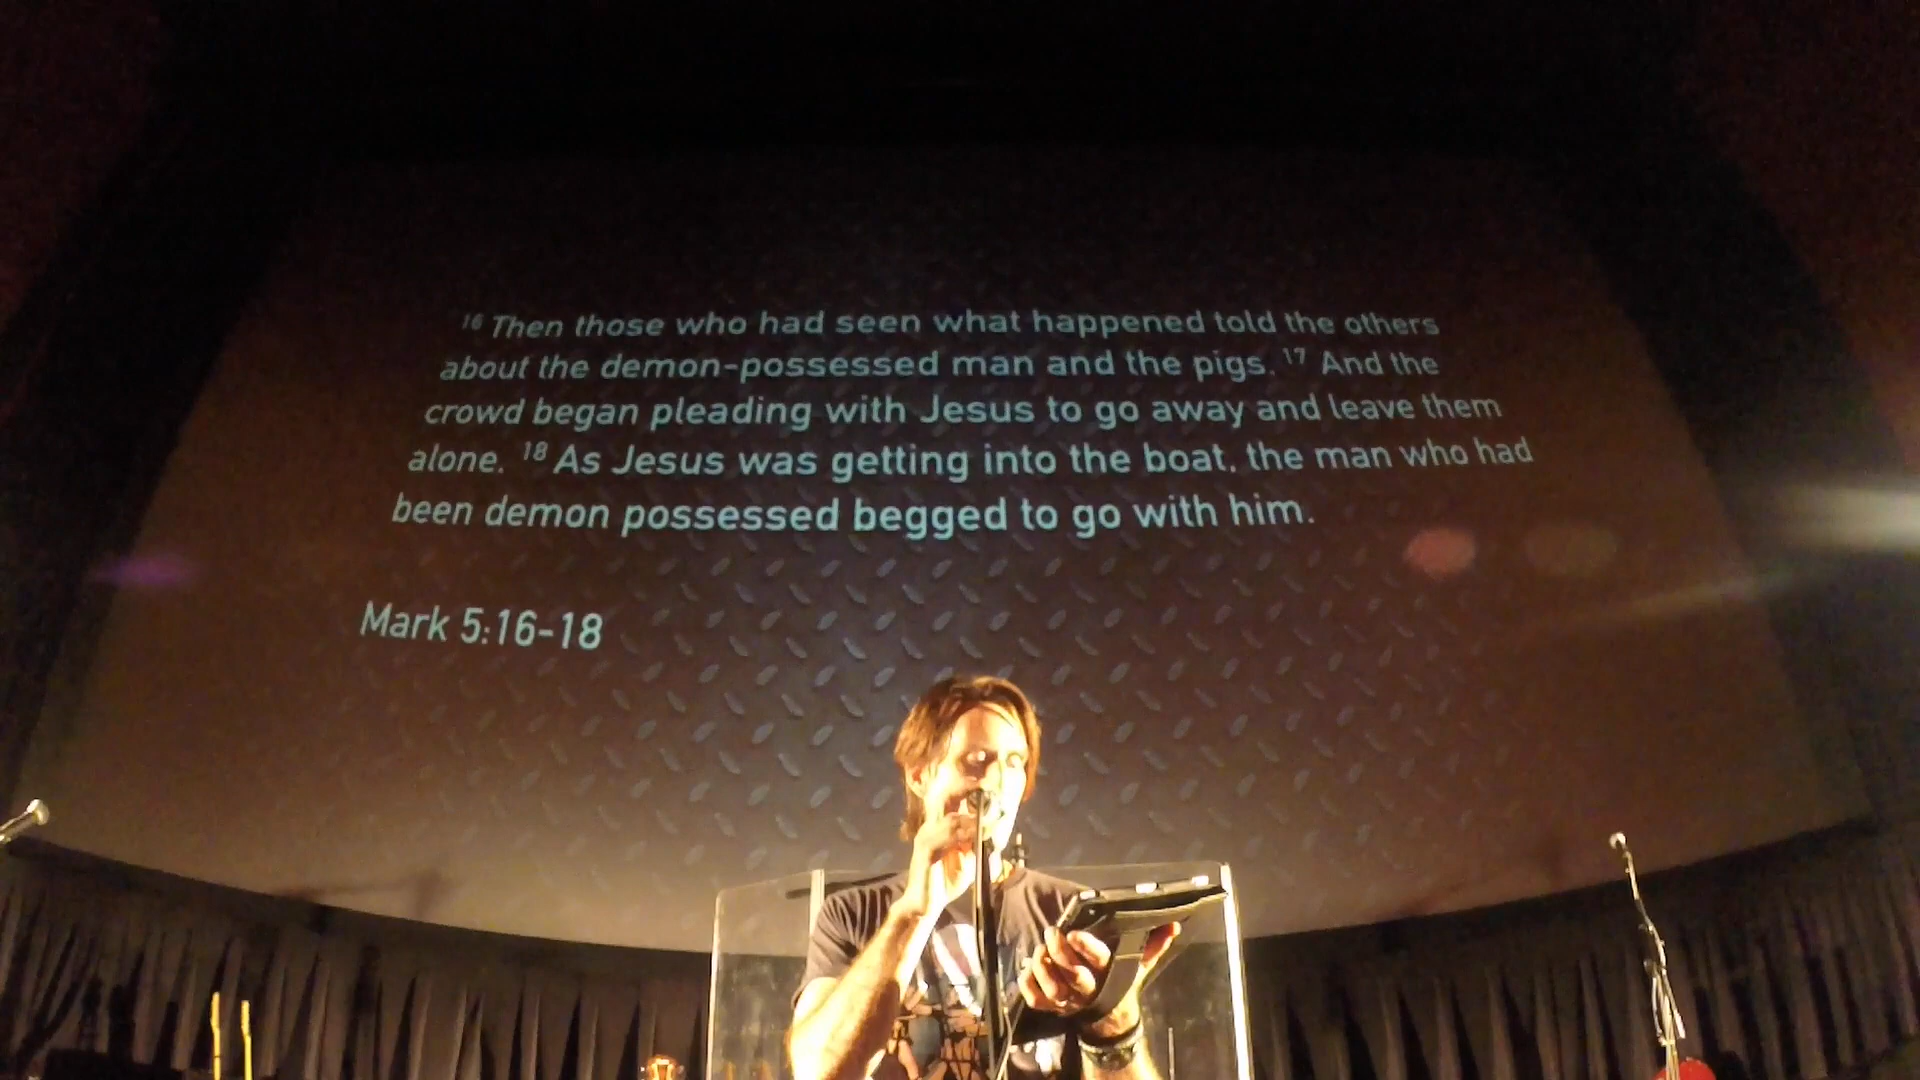 16 Then those who had seen what happened told the others
about the demon-possessed man and the pigs. 17 And the
crowd began pleading with Jesus to go away and leave them
alone. 18 As Jesus was getting into the boat, the man who had
been demon possessed begged to go with him.
Mark 5:16-18